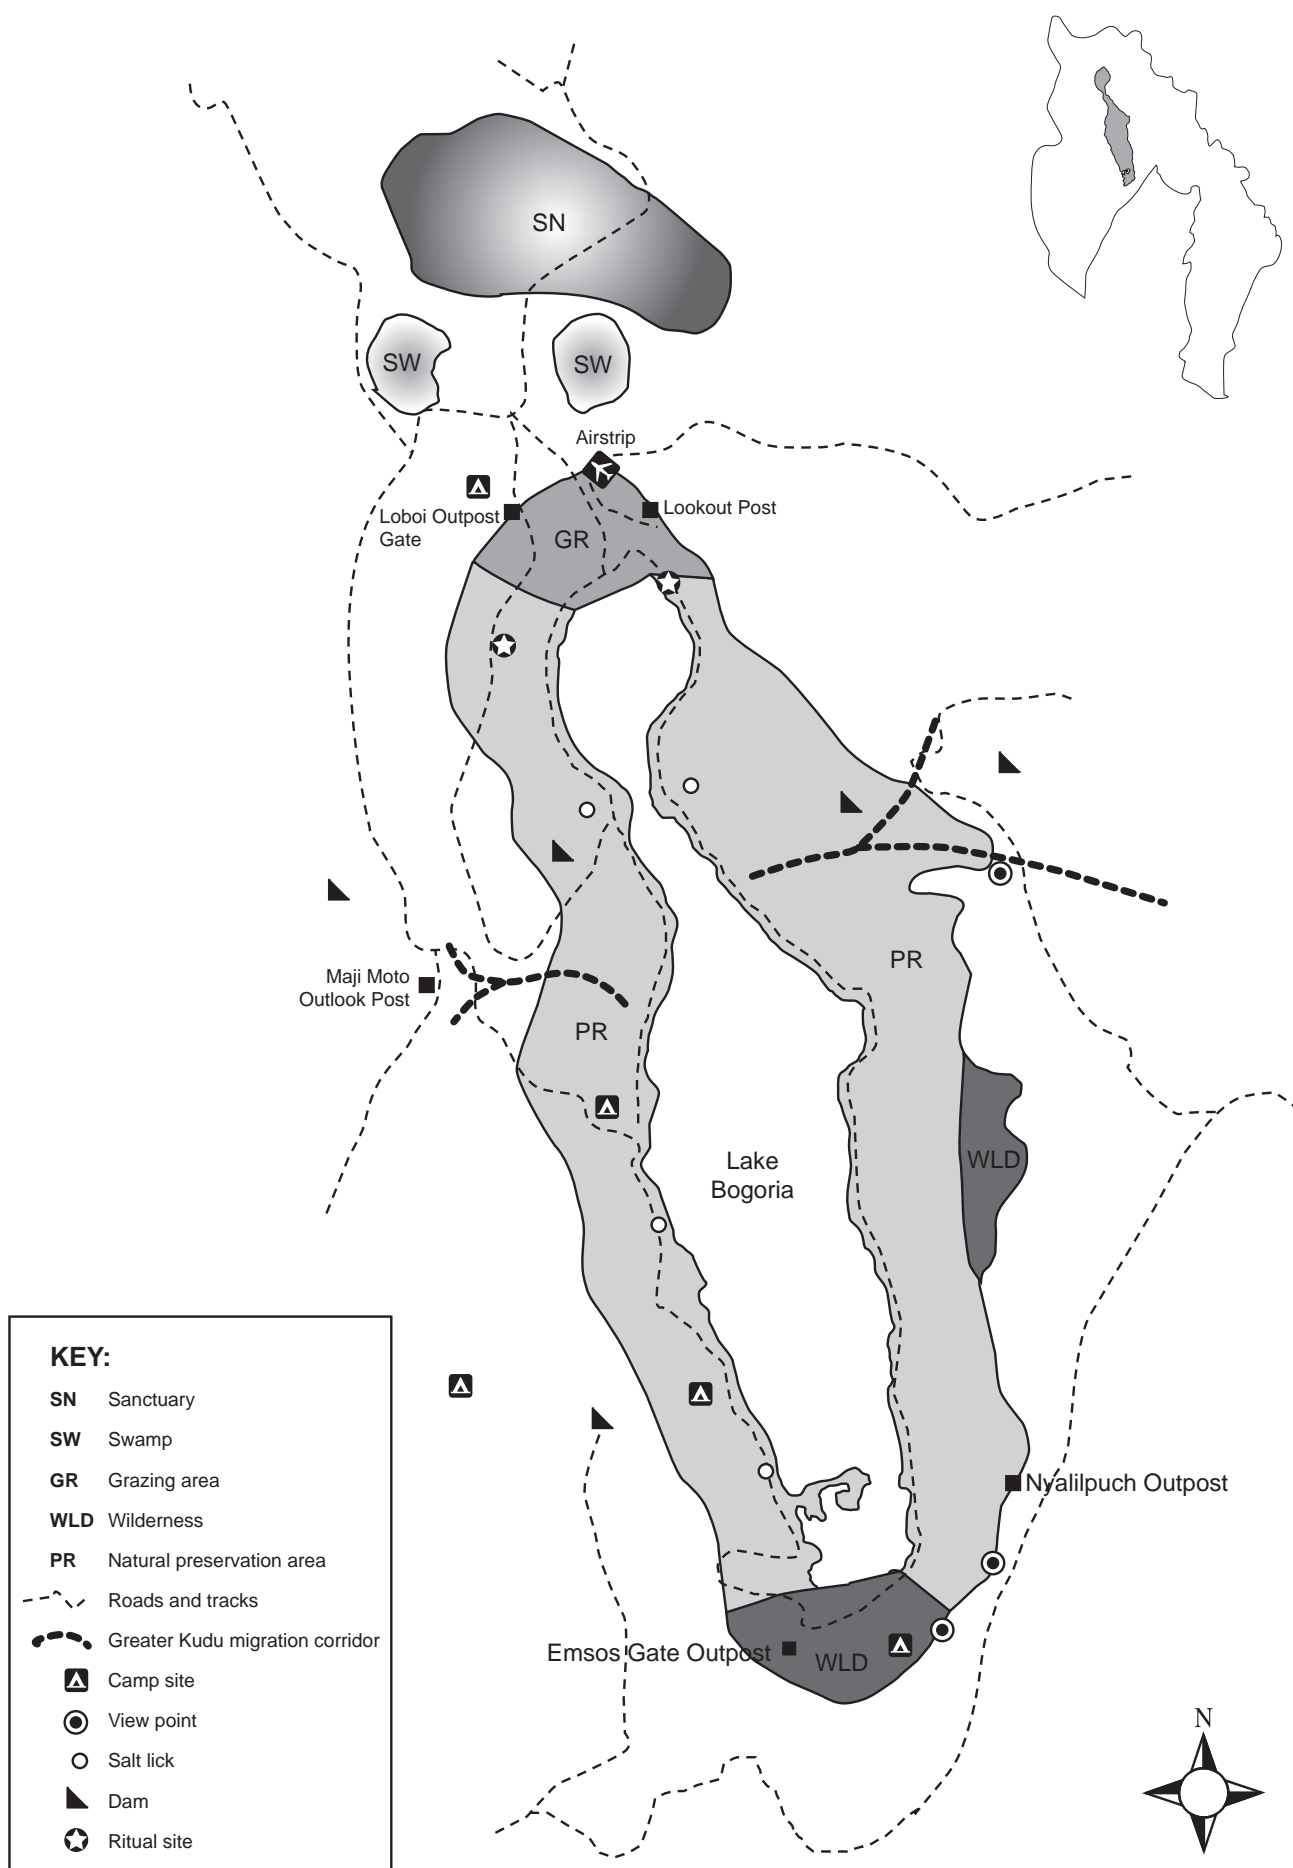 SN
SW
SW
Airstrip
Lookout Post
Loboi Outpost
Gate
GR
PR
Maji Moto
Outlook Post
PR
WLD
Lake
Bogoria
Nyalilpuch Outpost
Emsos Gate Outpost
WLD
N
KEY:
SN Sanctuary
SW Swamp
GR Grazing area
WLD Wilderness
PR Natural preservation area
Roads and tracks
Greater Kudu migration corridor
Camp site
View point
Salt lick
Dam
Ritual site